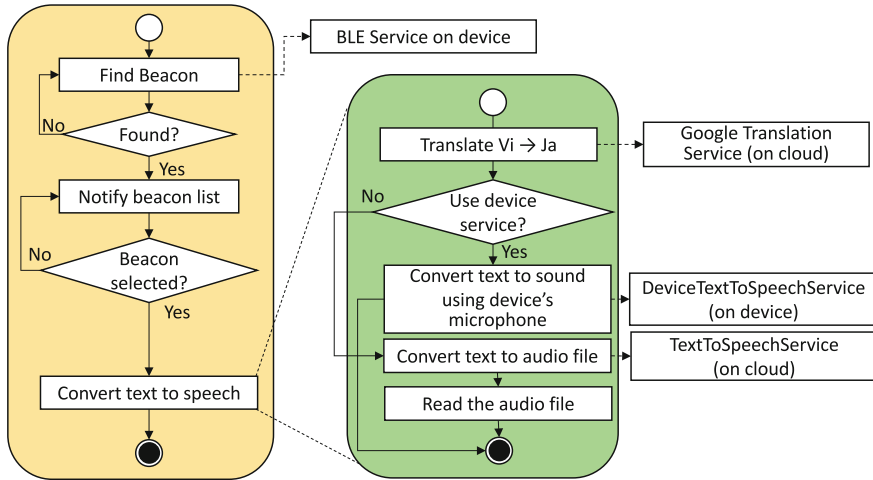 BLE Service on device
Find Beacon
No
Found?
Yes
Notify beacon list
No
Beacon
selected?
Yes
Convert text to speech
Translate Vi → Ja
Google Translation
Service (on cloud)
No
Use device
service?
Yes
Convert text to sound
using device's
microphone
DeviceTextToSpeechService
(on device)
Convert text to audio file
TextToSpeechService
(on cloud)
Read the audio file